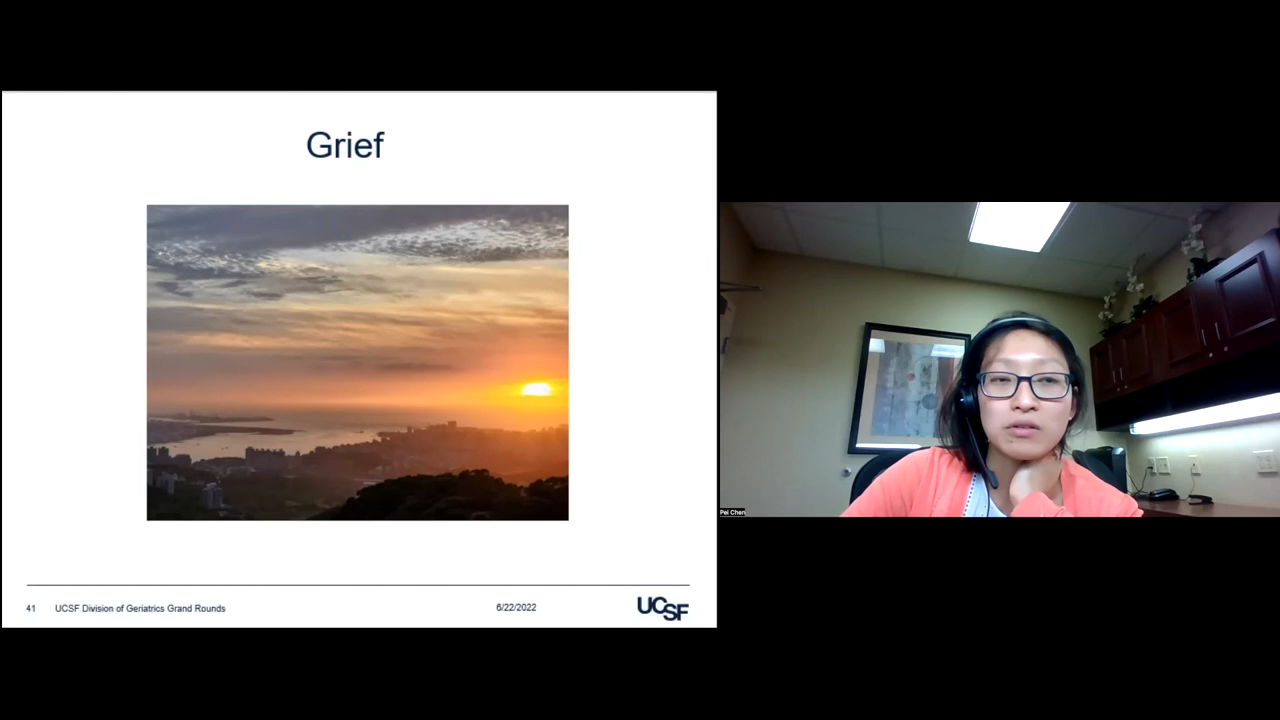 Grief
41 UCSF Division of Geriatrics Grand Rounds 6/22/2022 UCSF
Pei Chen